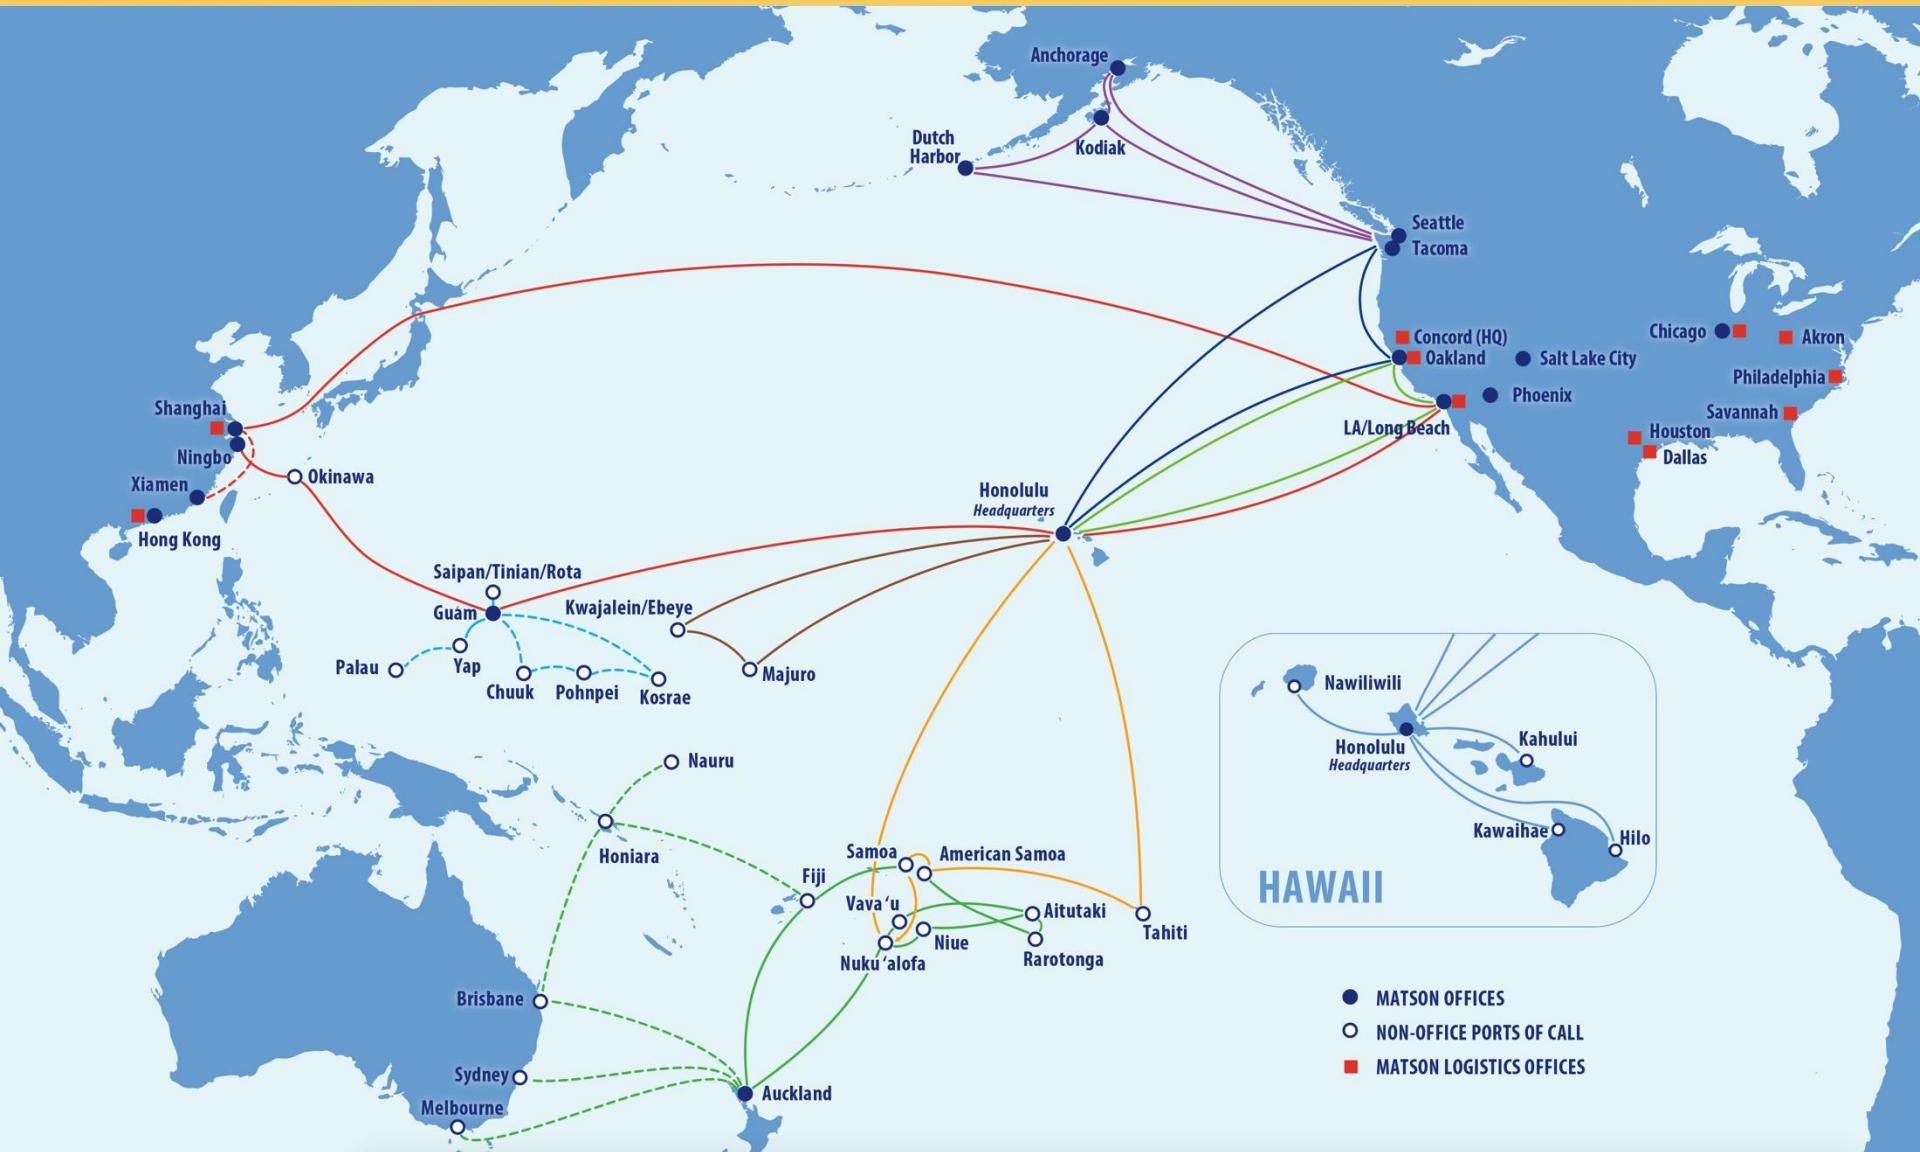 Anchorage
Dutch
Harbor
Kodiak
Seattle
Tacoma
Concord (HQ)
Oakland
Salt Lake City
Phoenix
LA/Long Beach
Chicago
Akron
Philadelphia
Savannah
Houston
Dallas
Shanghai
Ningbo
Xiamen
Hong Kong
Okinawa
Honolulu
Headquarters
Saipan/Tinian/Rota
Guam
Kwajalein/Ebeye
Palau
Yap
Chuuk
Pohnpei
Kosrae
Majuro
Nauru
Honiara
Fiji
Samoa
American Samoa
Vava ‘u
Aitutaki
Niue
Nuku ‘alofa
Rarotonga
Tahiti
Brisbane
Sydney
Melbourne
Auckland
Nawiliwili
Honolulu
Headquarters
Kahului
Kawaihae
Hilo
HAWAII
MATSON OFFICES
NON-OFFICE PORTS OF CALL
MATSON LOGISTICS OFFICES